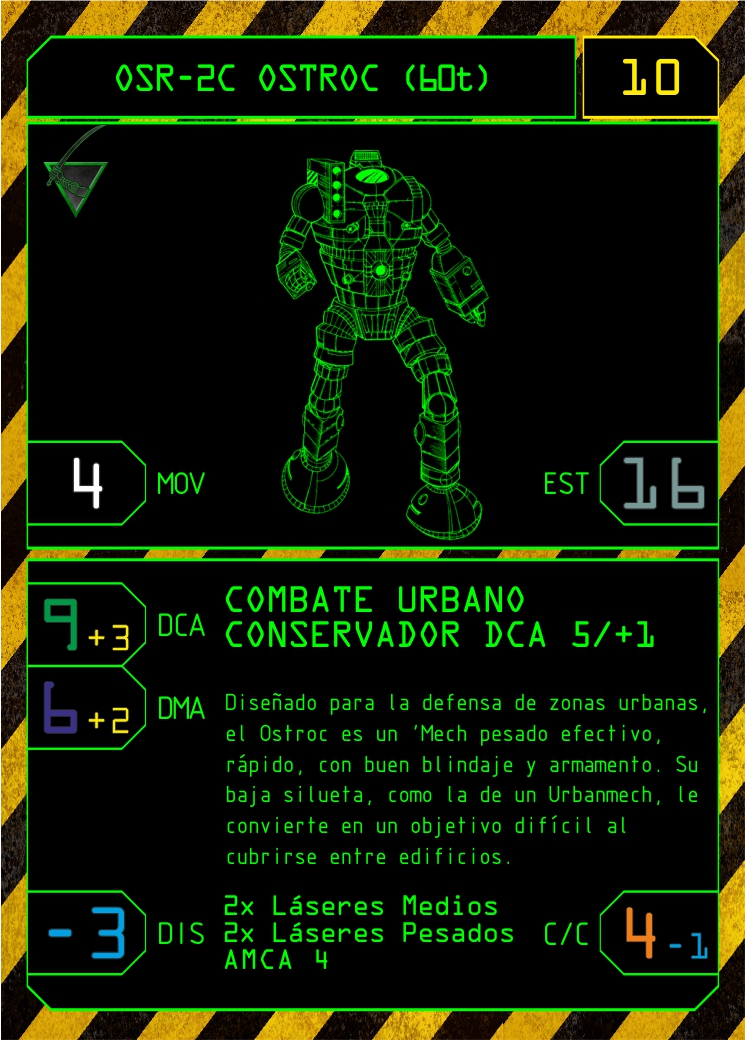 OSR-2C OSTROC (60t)
10
4 MOV
EST 16
9 +3 DCA
COMBATE URBANO
CONSERVADOR DCA 5/+1
6 +2 DMA
Diseñado para la defensa de zonas urbanas,
el Ostroc es un 'Mech pesado efectivo,
rápido, con buen blindaje y armamento. Su
baja silueta, como la de un Urbanmech, le
convierte en un objetivo difícil al
cubrirse entre edificios.
-3 DIS
2x Láseres Medios
2x Láseres Pesados
AMCA 4
C/C 4 -1